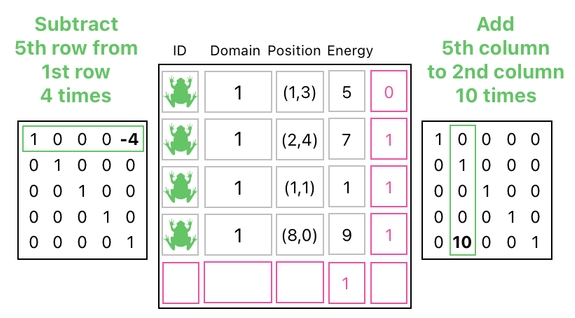 Subtract
5th row from
1st row
4 times
1 0 0 0 -4
0 1 0 0 0
0 0 1 0 0
0 0 0 1 0
0 0 0 0 1
ID Domain Position Energy
1 (1,3) 5 0
1 (2,4) 7 1
1 (1,1) 1 1
1 (8,0) 9 1
1
Add
5th column
to 2nd column
10 times
1 0 0 0 0
0 1 0 0 0
0 0 1 0 0
0 0 0 1 0
0 10 0 0 1